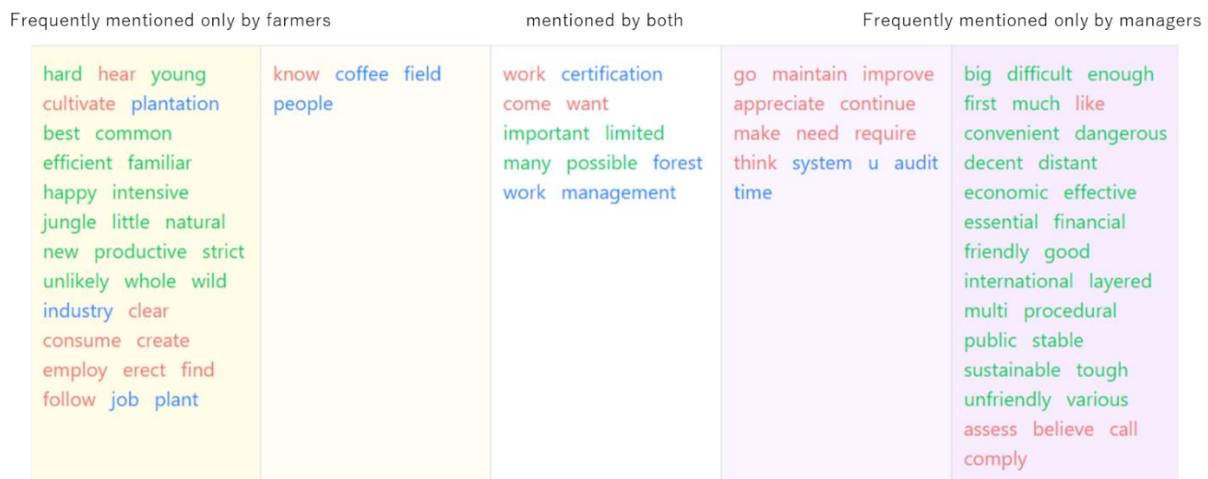 Frequently mentioned only by farmers
mentioned by both
Frequently mentioned only by managers
hard hear young
cultivate plantation
best common
efficient familiar
happy intensive
jungle little natural
new productive strict
unlikely whole wild
industry clear
consume create
employ erect find
follow job plant
know coffee field
people
work certification
come want
important limited
many possible forest
work management
go maintain improve
appreciate continue
make need require
think system u audit
time
big difficult enough
first much like
convenient dangerous
decent distant
economic effective
essential financial
friendly good
international layered
multi procedural
public stable
sustainable tough
unfriendly various
assess believe call
comply